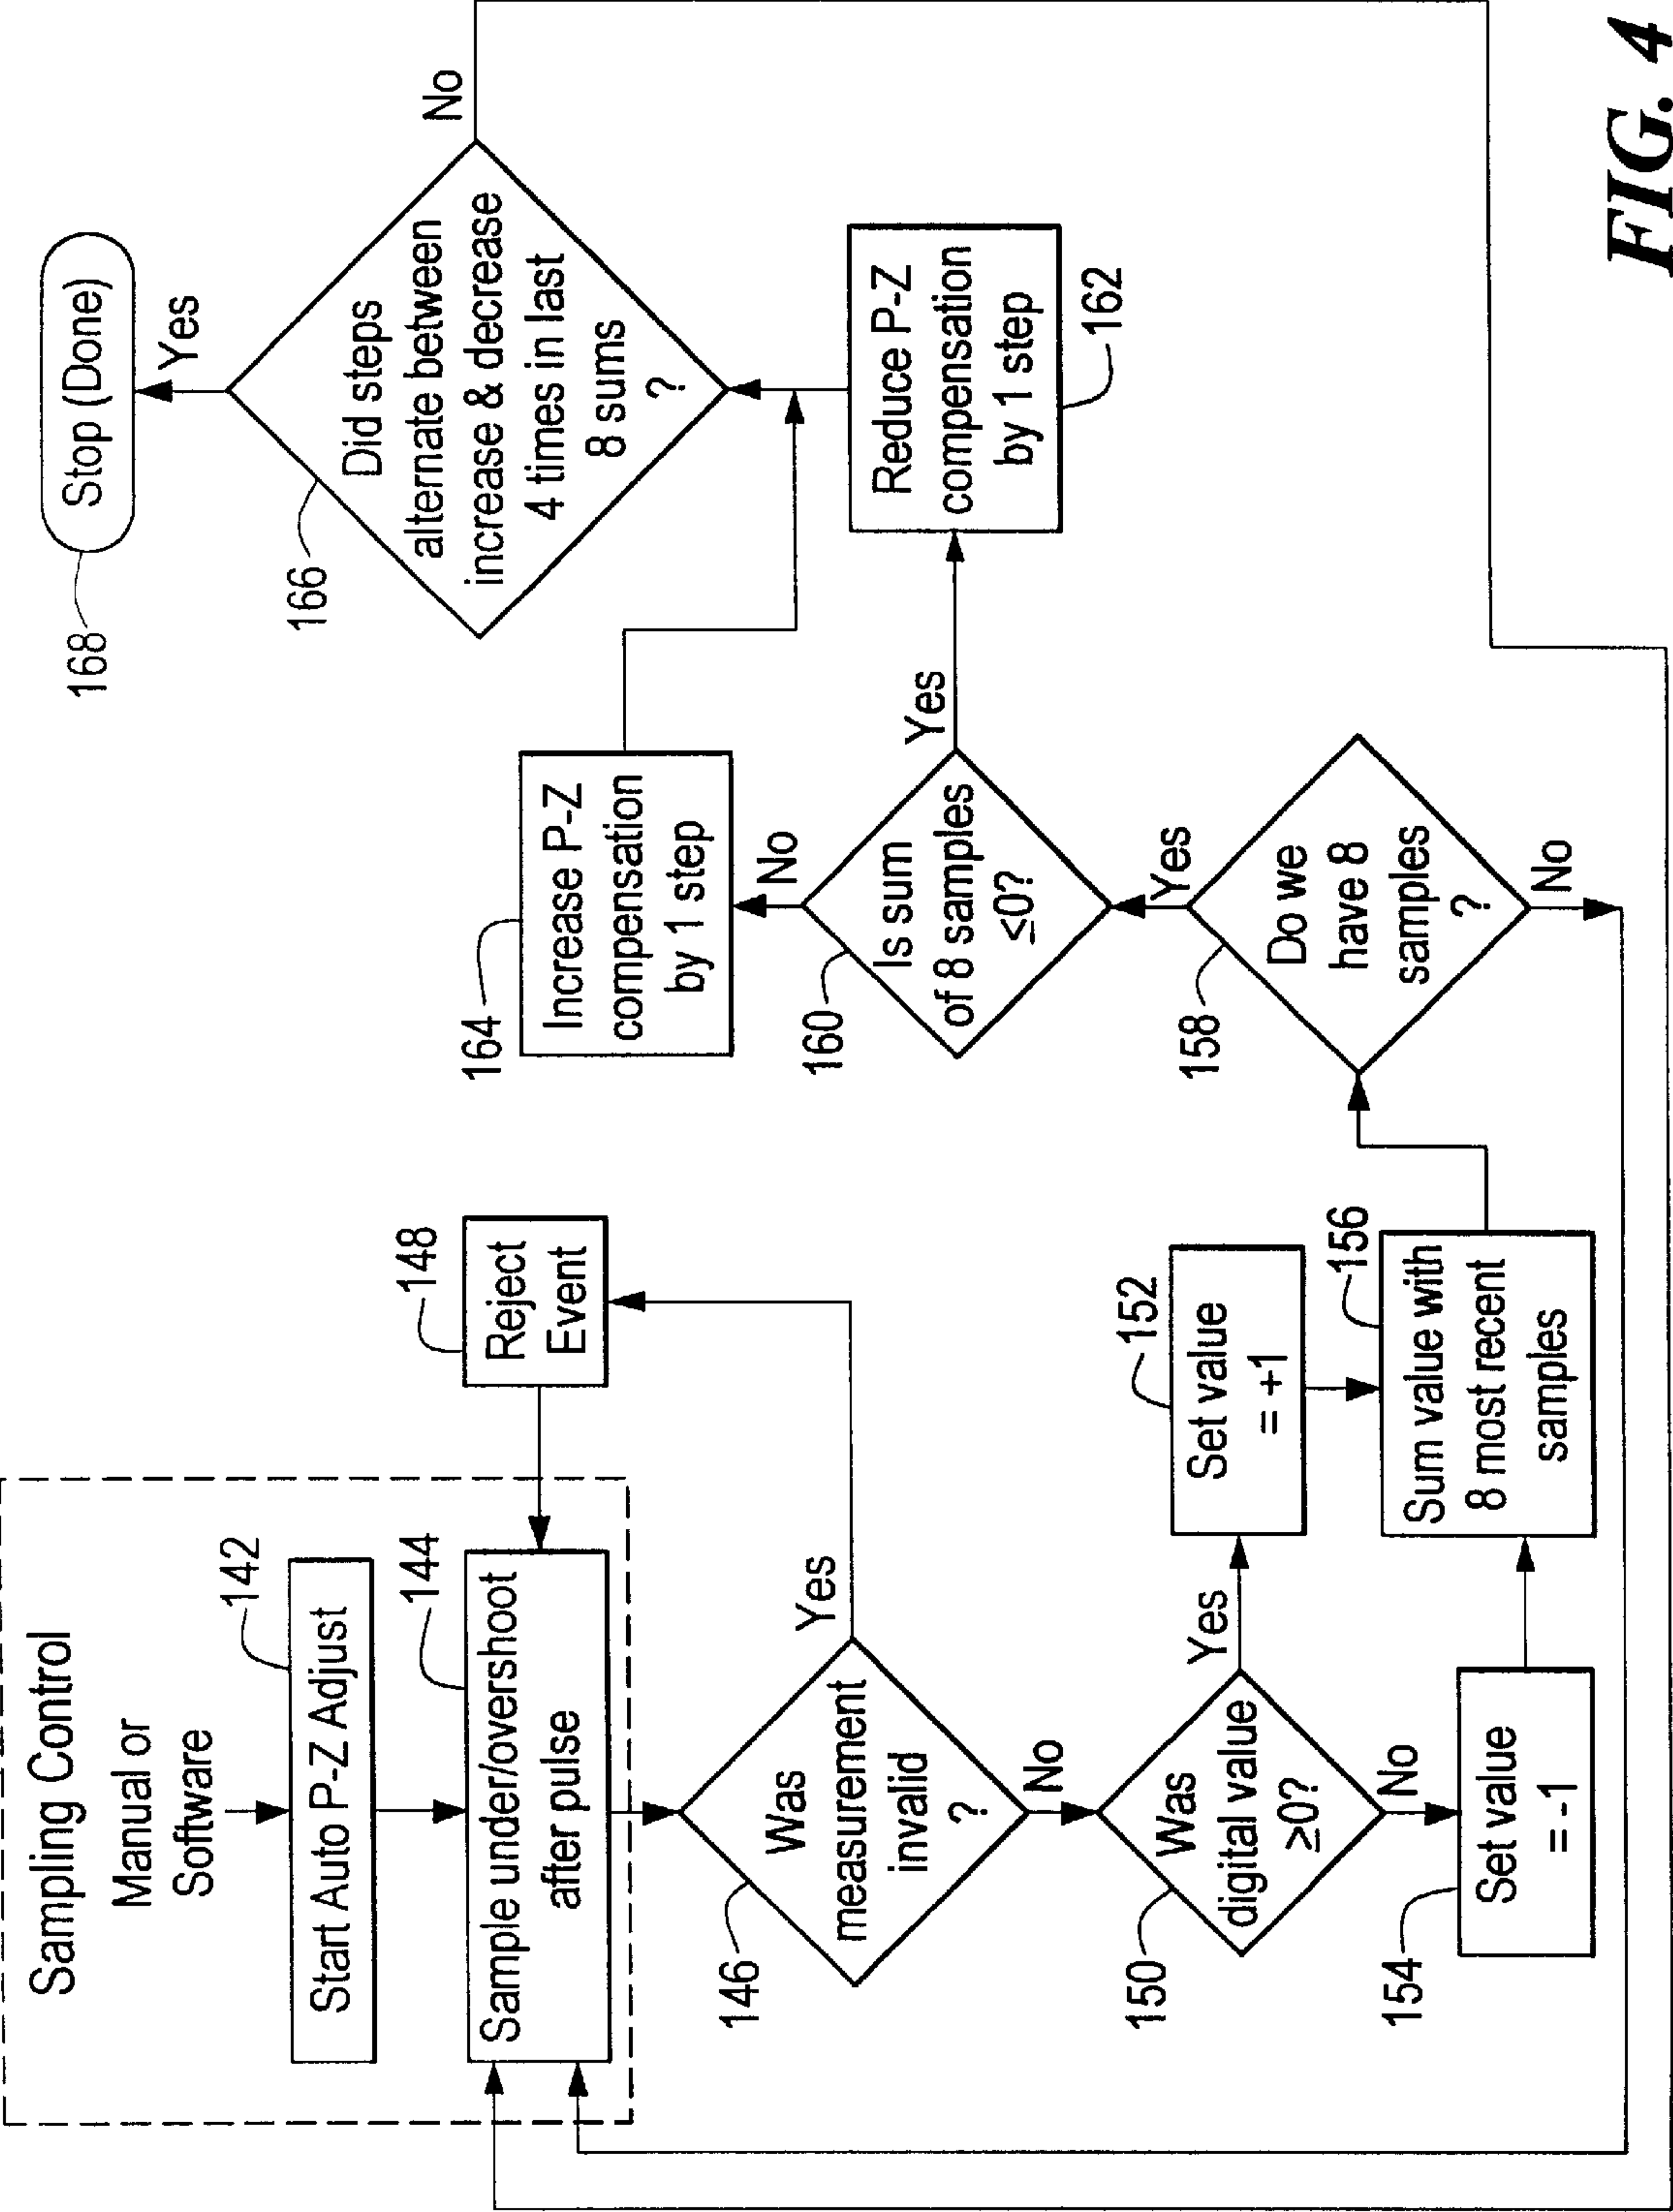 Sampling Control
Manual or
Software
142
Start Auto P-Z Adjust
144
Sample under/overshoot
after pulse
148
Reject
Event
146
Was
measurement
invalid
?
Yes
No
150
Was
digital value
≥0?
Yes
No
152
Set value
= +1
154
Set value
= -1
156
Sum value with
8 most recent
samples
158
Do we
have 8
samples
?
Yes
No
160
Is sum
of 8 samples
≤0?
Yes
No
164
Increase P-Z
compensation
by 1 step
Reduce P-Z
compensation
by 1 step
162
166
Did steps
alternate between
increase & decrease
4 times in last
8 sums
?
Yes
No
168
Stop (Done)
FIG. 4